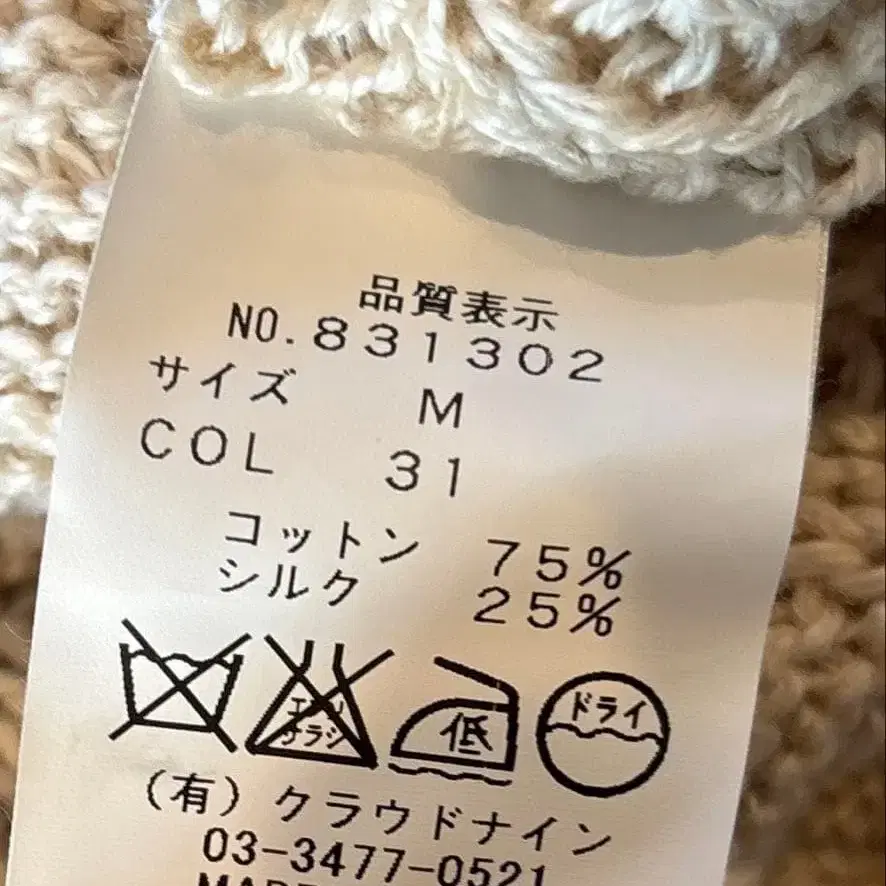 品質表示
NO.831302
サイズ M
COL 31
コットン 75%
シルク 25%
エンソ サラシ 低 ドライ
(有)クラウドナイン
03-3477-0521